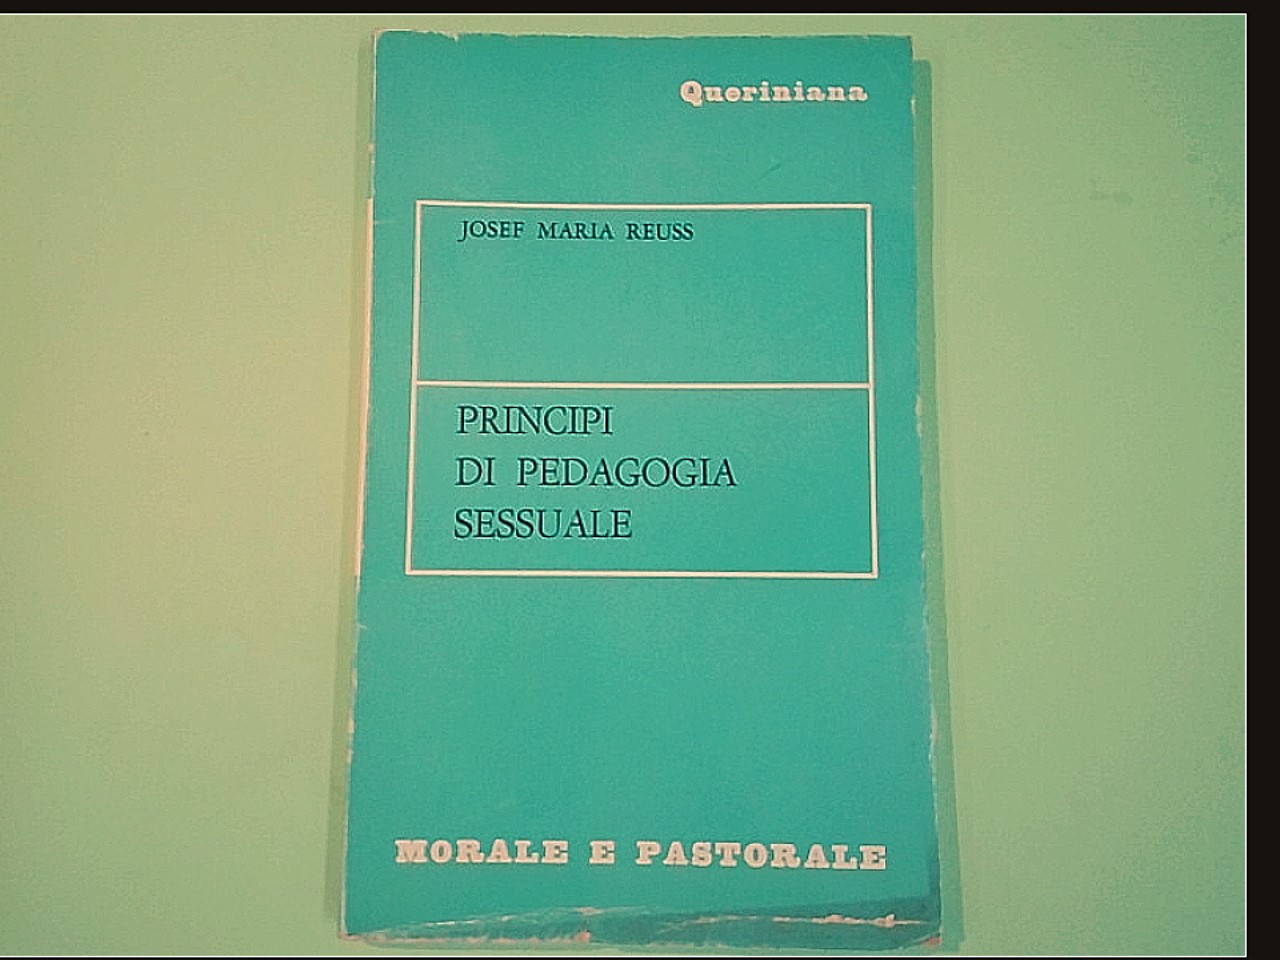 Queriniana
JOSEF MARIA REUSS
PRINCIPI
DI PEDAGOGIA
SESSUALE
MORALE E PASTORALE